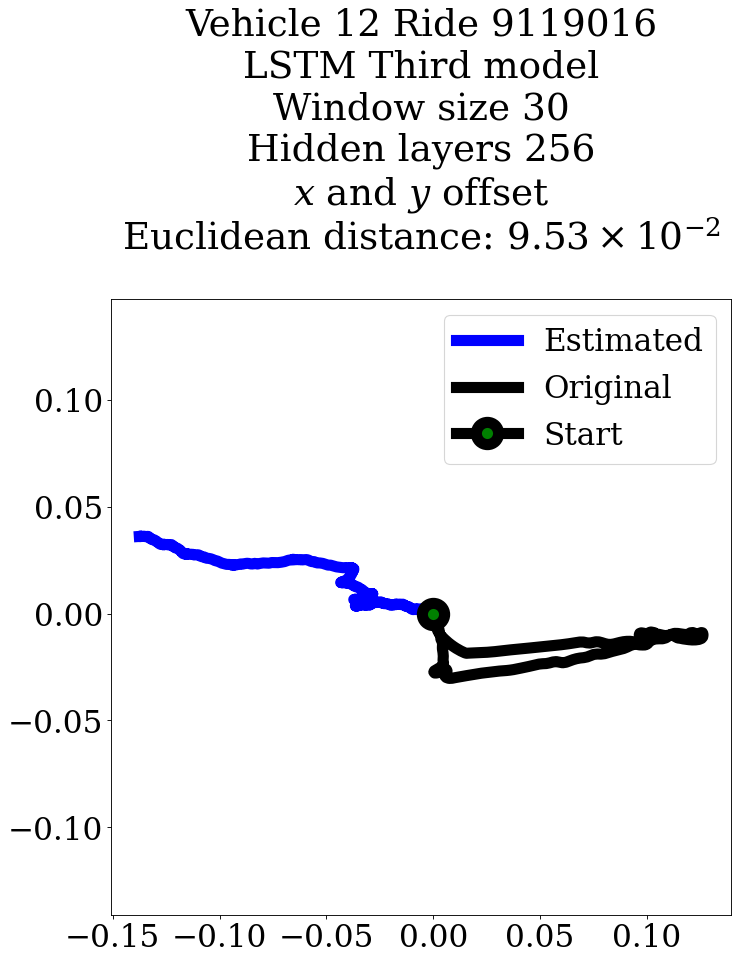 Vehicle 12 Ride 9119016
LSTM Third model
Window size 30
Hidden layers 256
x and y offset
Euclidean distance: 9.53 × 10⁻²
Estimated
Original
Start
0.10
0.05
0.00
−0.05
−0.10
−0.15 −0.10 −0.05 0.00 0.05 0.10